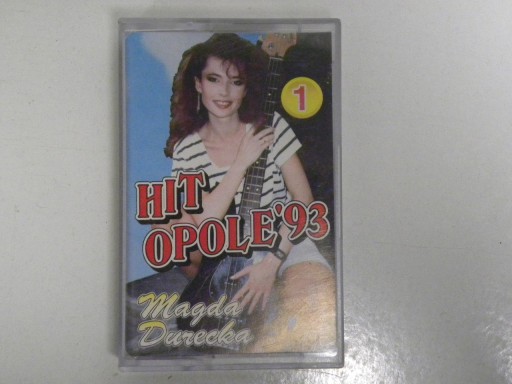 1
HIT
OPOLE'93
Magda
Durecka